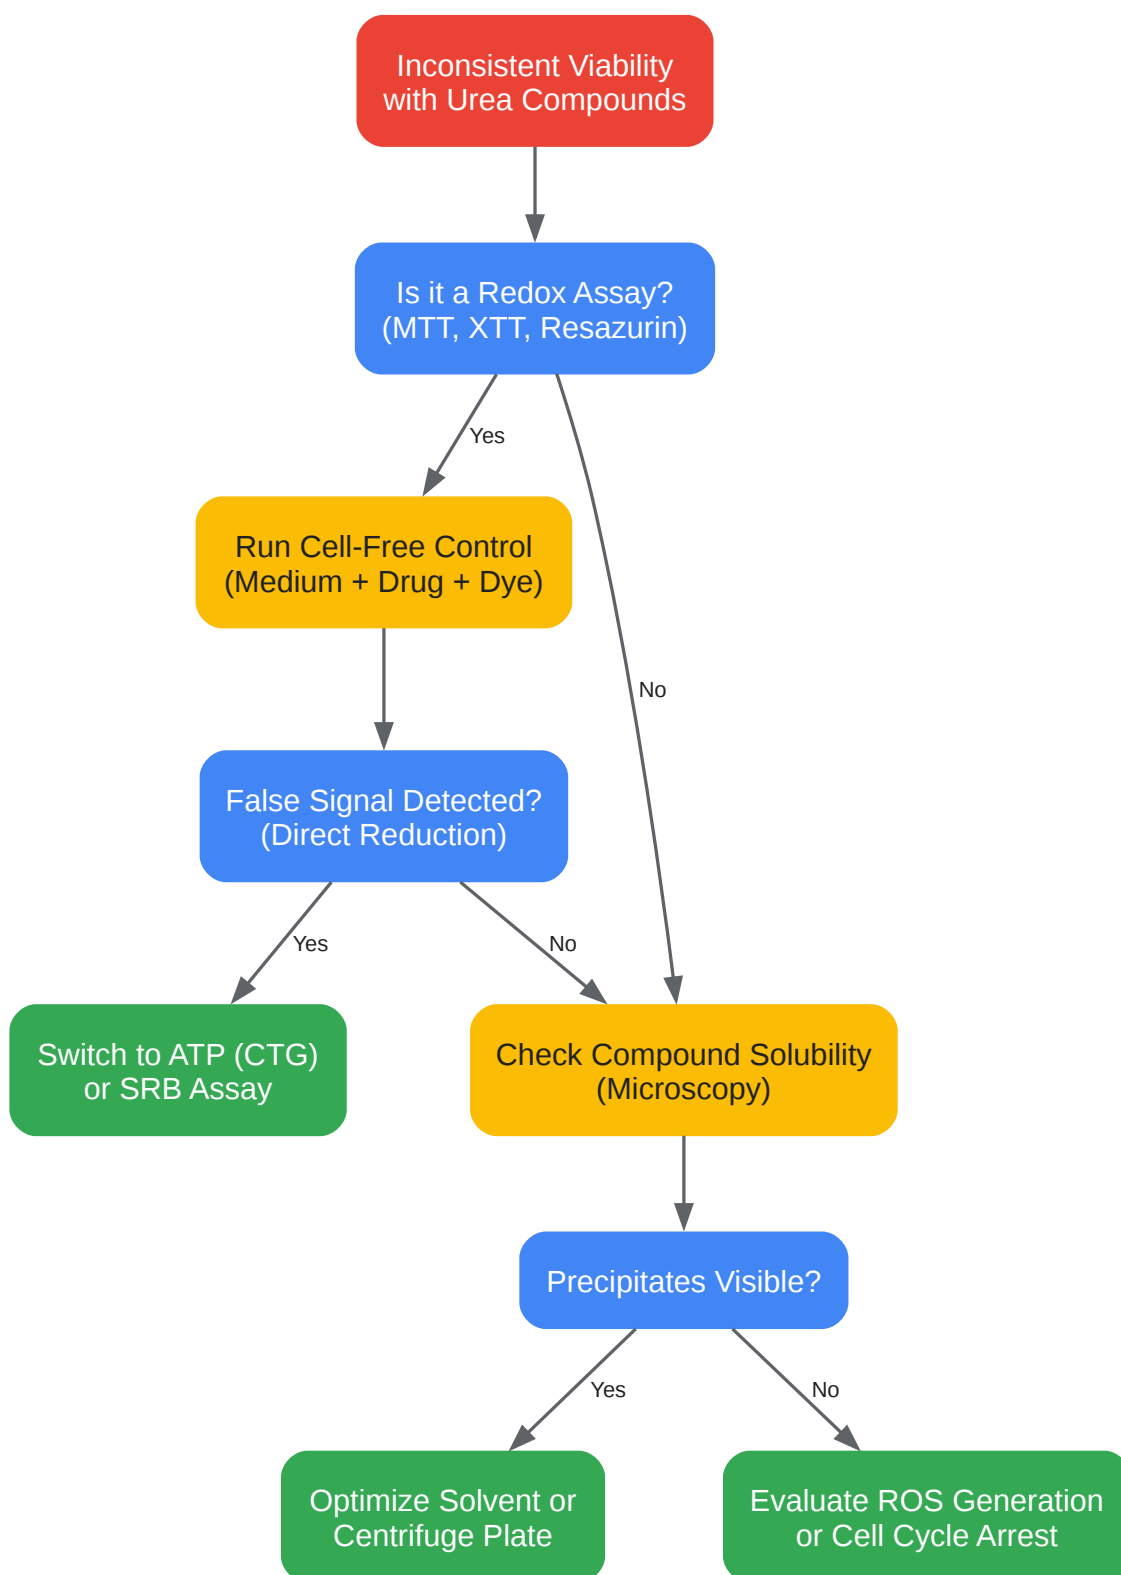 Inconsistent Viability
with Urea Compounds
Is it a Redox Assay?
(MTT, XTT, Resazurin)
Yes
Run Cell-Free Control
(Medium + Drug + Dye)
No
False Signal Detected?
(Direct Reduction)
Yes
No
Switch to ATP (CTG)
or SRB Assay
Check Compound Solubility
(Microscopy)
Precipitates Visible?
Yes
No
Optimize Solvent or
Centrifuge Plate
Evaluate ROS Generation
or Cell Cycle Arrest